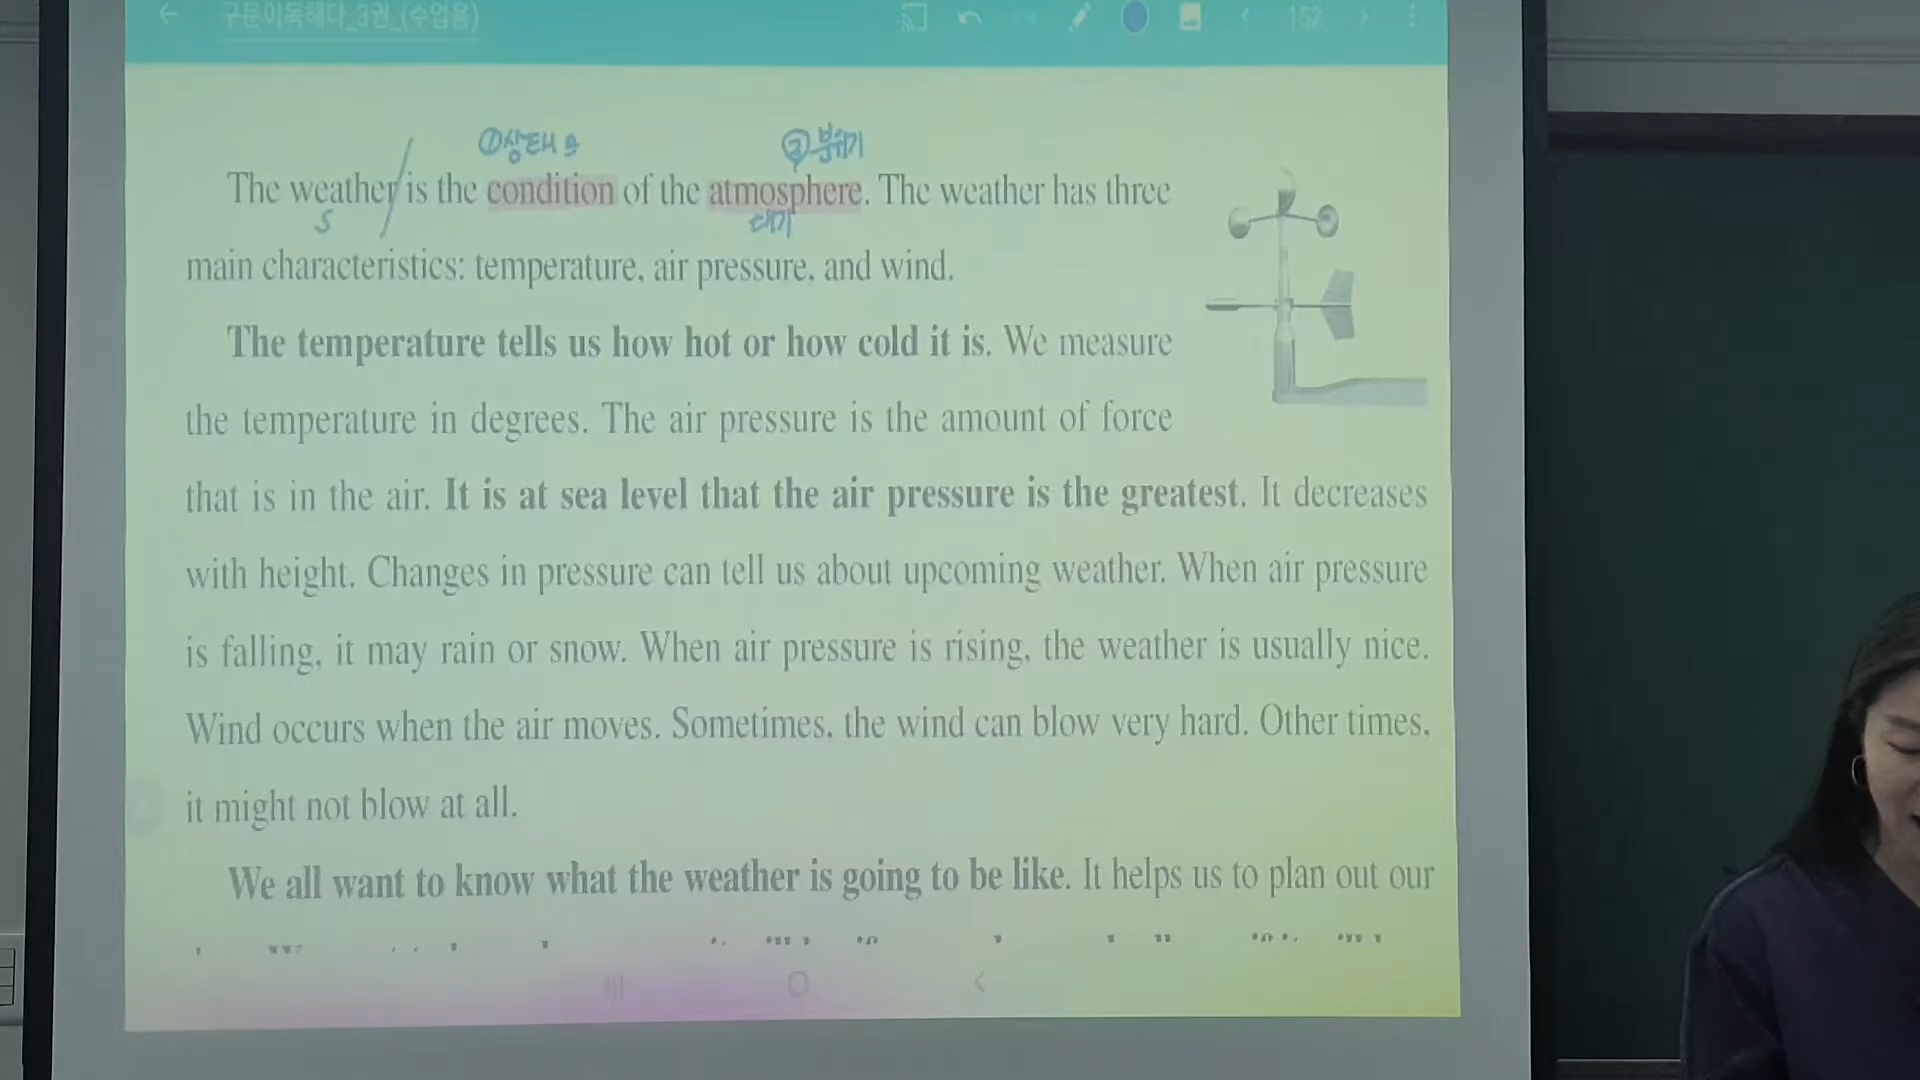 구문이독해다_3권_(수업용)
152
①상태
②분위기
The weather is the condition of the atmosphere. The weather has three
S
대기
main characteristics: temperature, air pressure, and wind.
The temperature tells us how hot or how cold it is. We measure
the temperature in degrees. The air pressure is the amount of force
that is in the air. It is at sea level that the air pressure is the greatest. It decreases
with height. Changes in pressure can tell us about upcoming weather. When air pressure
is falling, it may rain or snow. When air pressure is rising, the weather is usually nice.
Wind occurs when the air moves. Sometimes, the wind can blow very hard. Other times,
it might not blow at all.
We all want to know what the weather is going to be like. It helps us to plan out our